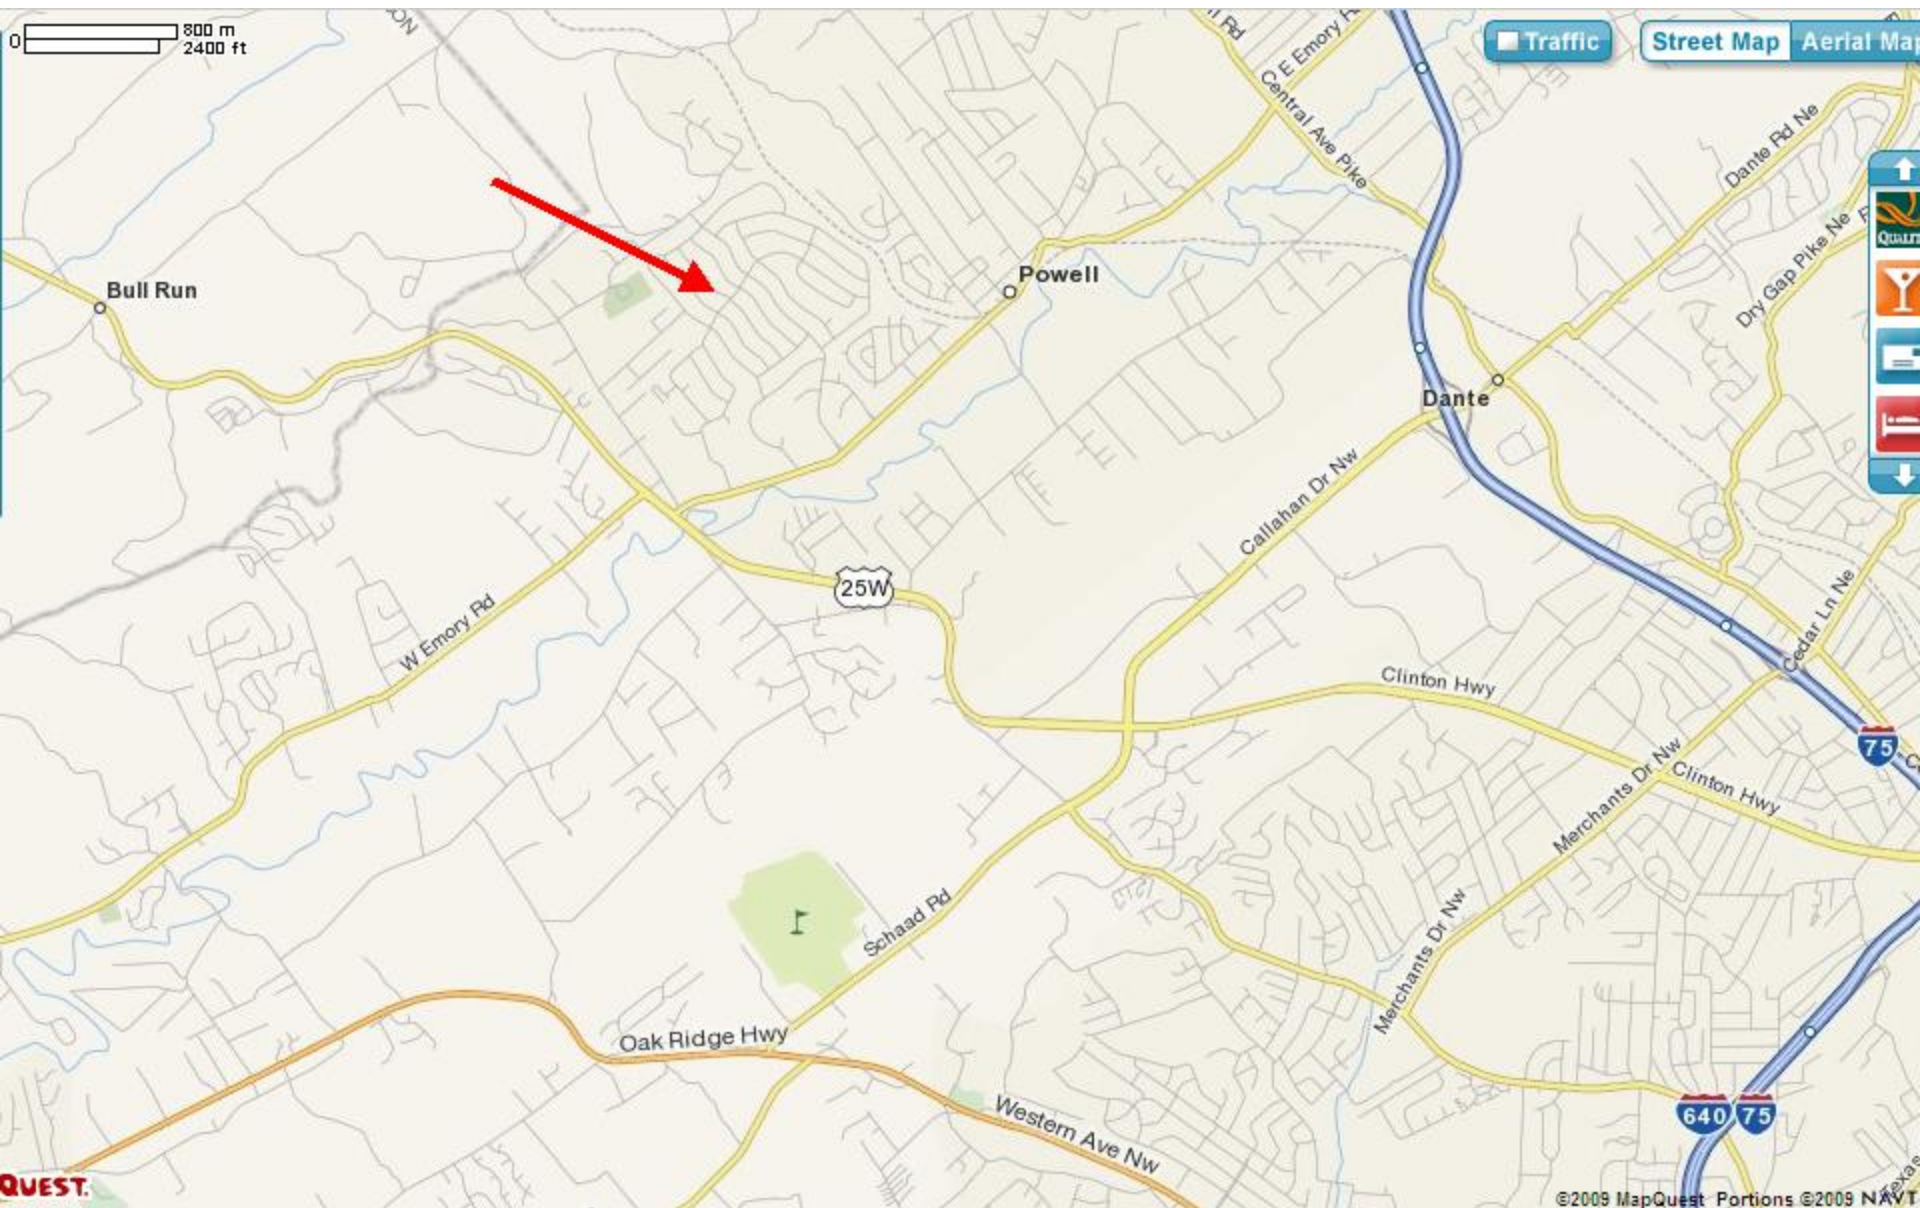 0
800 m
2400 ft
C E Emory R
Traffic
Street Map
Aerial Map
Central Ave Pike
Dante Rd Ne
Dry Gap Pike Ne
Bull Run
Powell
Dante
Callahan Dr Nw
25W
W Emory Rd
Cedar Ln Ne
Clinton Hwy
75
Merchants Dr Nw
Clinton Hwy
Schaad Rd
Merchants Dr Nw
Oak Ridge Hwy
Western Ave Nw
640
75
QUEST.
Texas
©2009 MapQuest Portions ©2009 NAVT